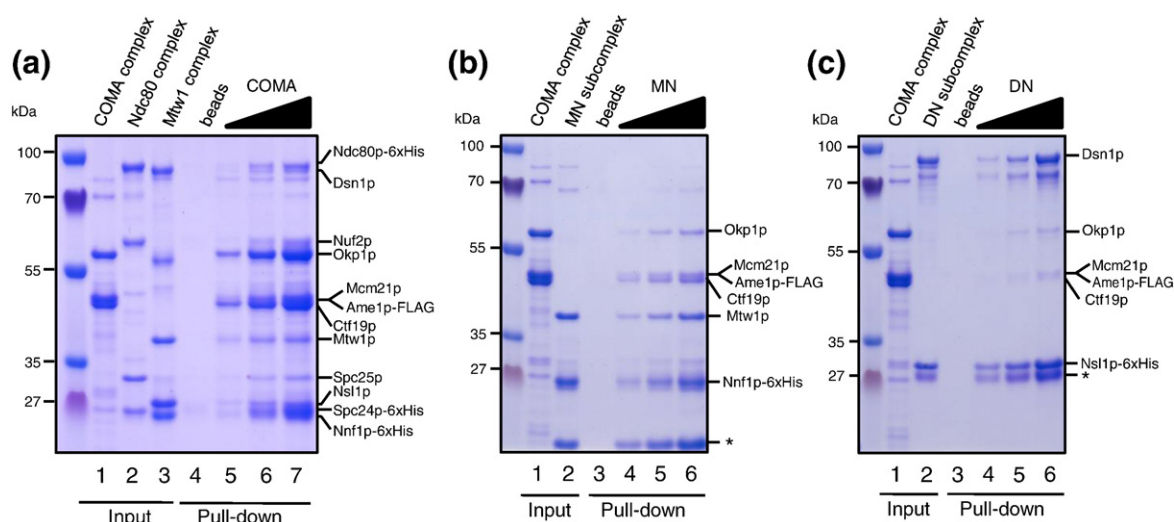 (a)
COMA complex
Ndc80 complex
Mtw1 complex
beads
COMA
kDa
100
70
55
35
27
Ndc80p-6xHis
Dsn1p
Nuf2p
Okp1p
Mcm21p
Ame1p-FLAG
Ctf19p
Mtw1p
Spc25p
Nsl1p
Spc24p-6xHis
Nnf1p-6xHis
1 2 3 4 5 6 7
Input Pull-down
(b)
COMA complex
MN subcomplex
beads
MN
kDa
100
70
55
35
27
Okp1p
Mcm21p
Ame1p-FLAG
Ctf19p
Mtw1p
Nnf1p-6xHis
*
1 2 3 4 5 6
Input Pull-down
(c)
COMA complex
DN subcomplex
beads
DN
kDa
100
70
55
35
27
Dsn1p
Okp1p
Mcm21p
Ame1p-FLAG
Ctf19p
Nsl1p-6xHis
*
1 2 3 4 5 6
Input Pull-down